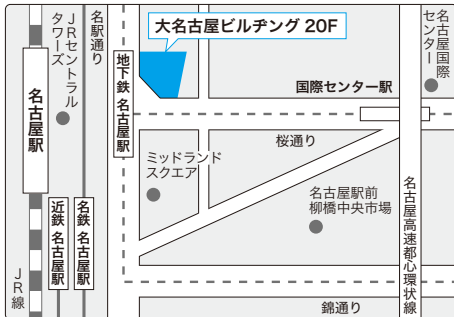 大名古屋ビルヂング 20F
名駅通り
JRセントラル
タワーズ
名古屋駅
地下鉄 名古屋駅
国際センター駅
名古屋国際
センター
桜通り
ミッドランド
スクエア
名古屋駅前
柳橋中央市場
名古屋高速都心環状線
近鉄 名古屋駅
名鉄 名古屋駅
JR線
錦通り